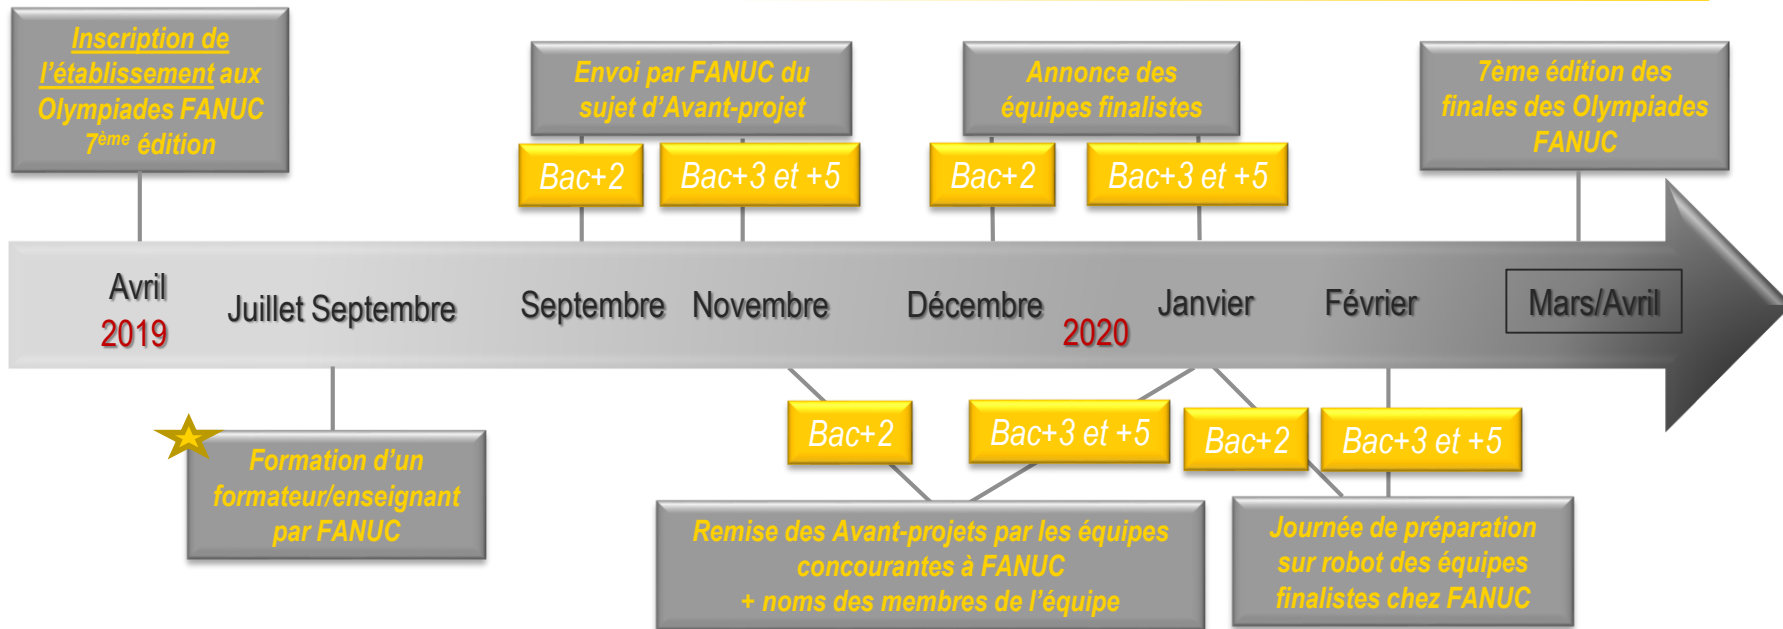 Inscription de
l’établissement aux
Olympiades FANUC
7ème édition
Envoi par FANUC du
sujet d’Avant-projet
Bac+2
Bac+3 et +5
Annonce des
équipes finalistes
Bac+2
Bac+3 et +5
7ème édition des
finales des Olympiades
FANUC
Avril
2019
Juillet Septembre
Septembre
Novembre
Décembre
2020
Janvier
Février
Mars/Avril
Formation d’un
formateur/enseignant
par FANUC
Bac+2
Bac+3 et +5
Remise des Avant-projets par les équipes
concourantes à FANUC
+ noms des membres de l’équipe
Bac+2
Bac+3 et +5
Journée de préparation
sur robot des équipes
finalistes chez FANUC